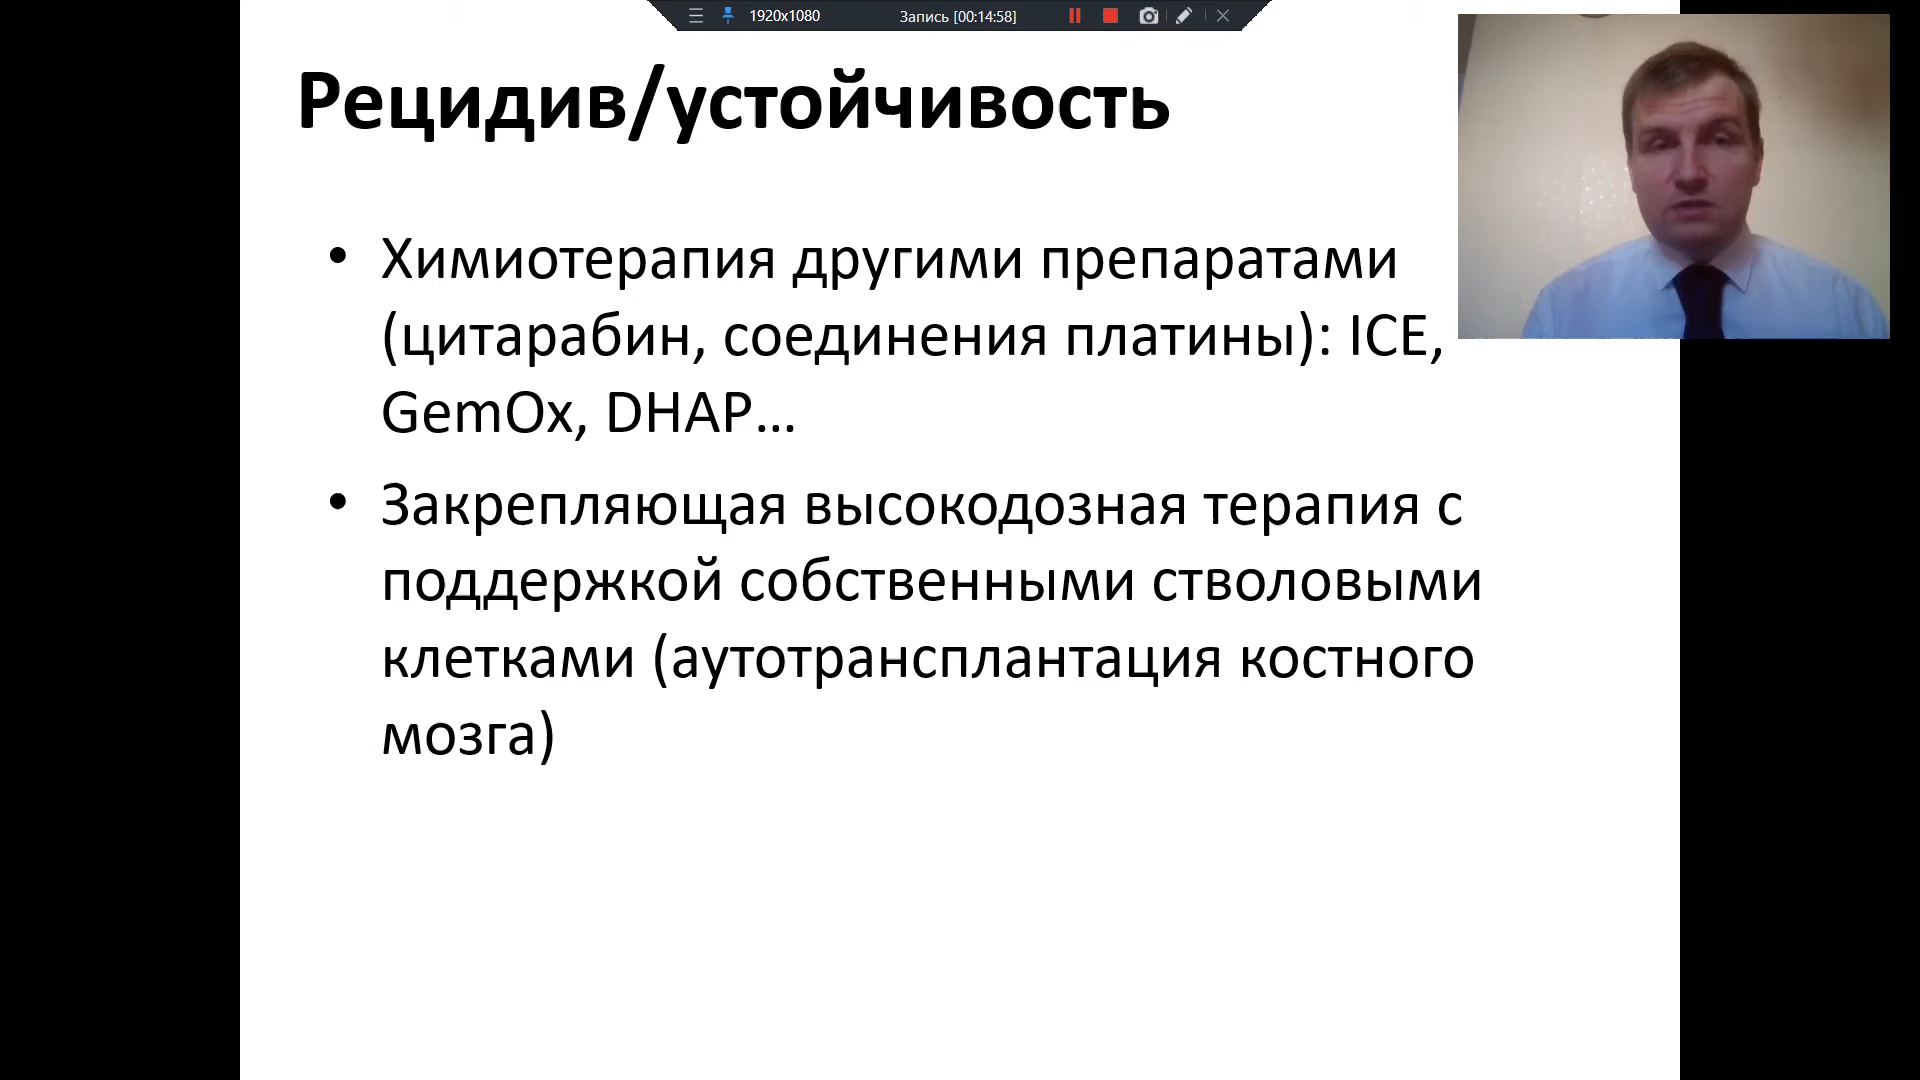 1920x1080 Запись [00:14:58]
Рецидив/устойчивость
• Химиотерапия другими препаратами
(цитарабин, соединения платины): ICE,
GemOx, DHAP...
• Закрепляющая высокодозная терапия с
поддержкой собственными стволовыми
клетками (аутотрансплантация костного
мозга)